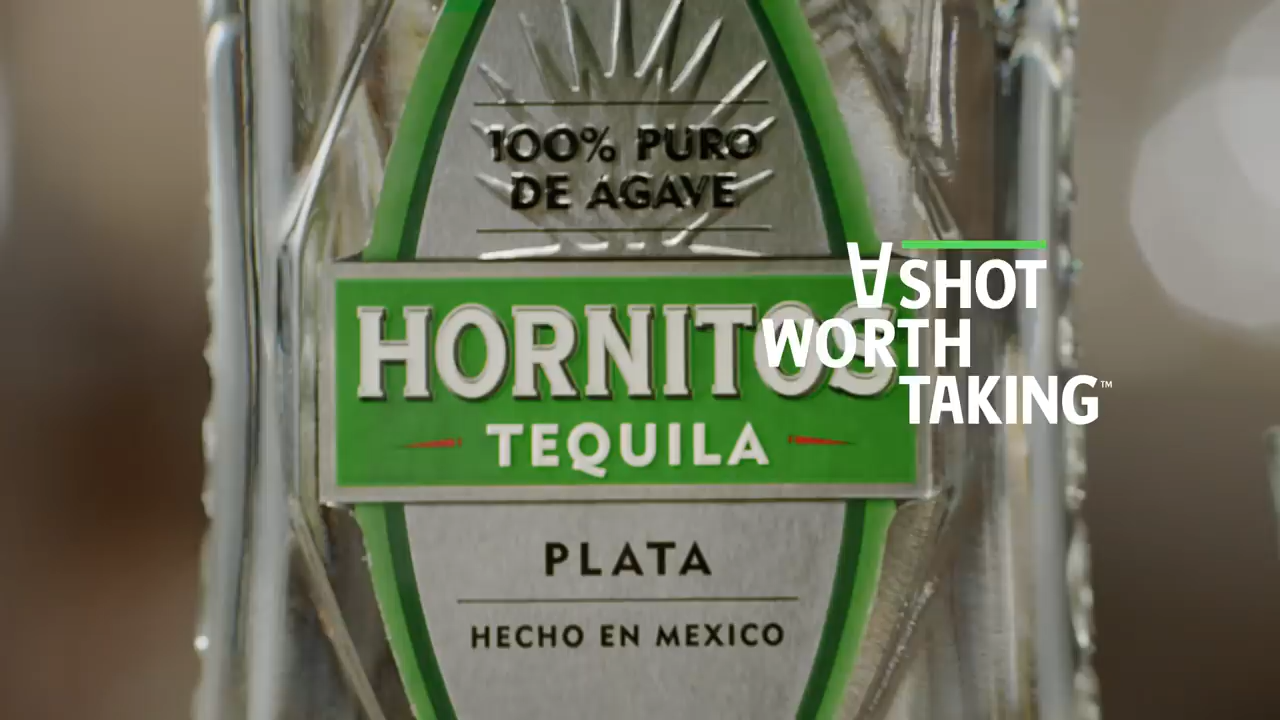 100% PURO
DE AGAVE
HORNITOS
TEQUILA
PLATA
HECHO EN MEXICO
∀ SHOT
WORTH
TAKING™